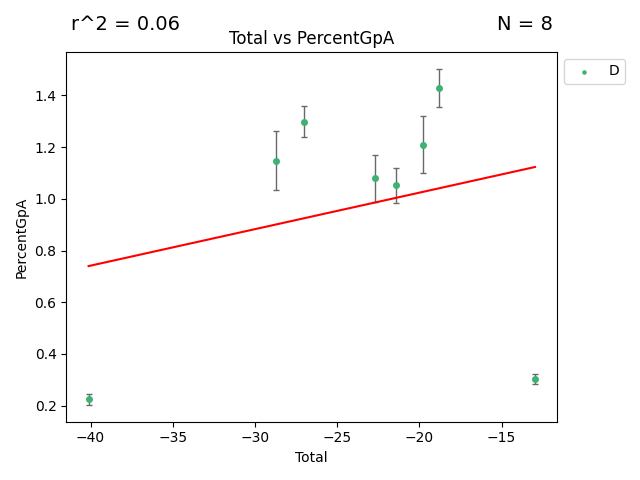 r^2 = 0.06
N = 8
Total vs PercentGpA
D
PercentGpA
1.4
1.2
1.0
0.8
0.6
0.4
0.2
−40
−35
−30
−25
−20
−15
Total